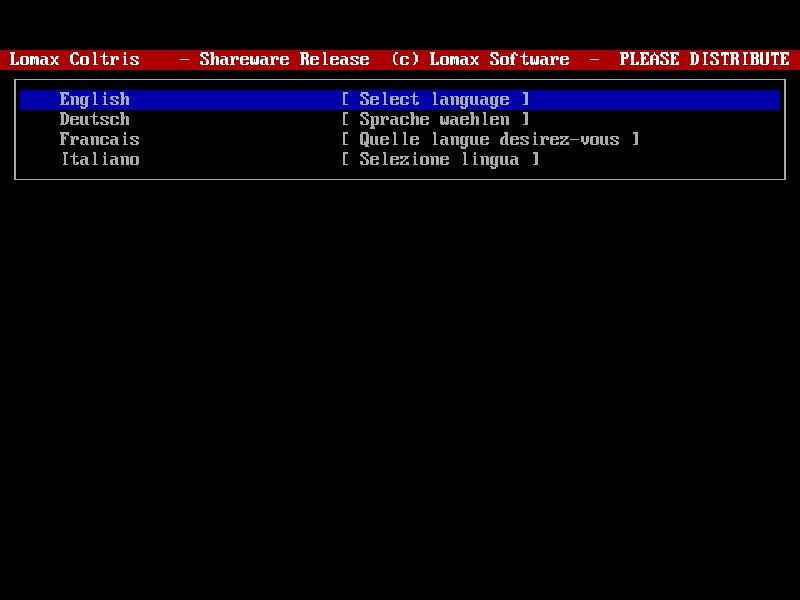 Lomax Coltris    - Shareware Release  (c) Lomax Software  -  PLEASE DISTRIBUTE
English                     [ Select language ]
Deutsch                     [ Sprache waehlen ]
Francais                    [ Quelle langue desirez-vous ]
Italiano                    [ Selezione lingua ]